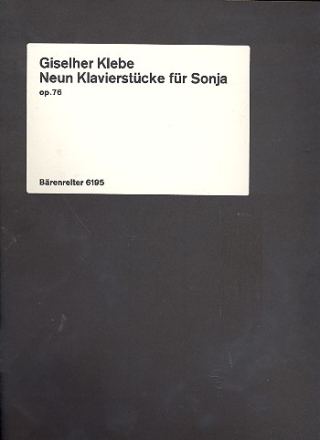 Giselher Klebe
Neun Klavierstücke für Sonja
op.76
Bärenreiter 6195